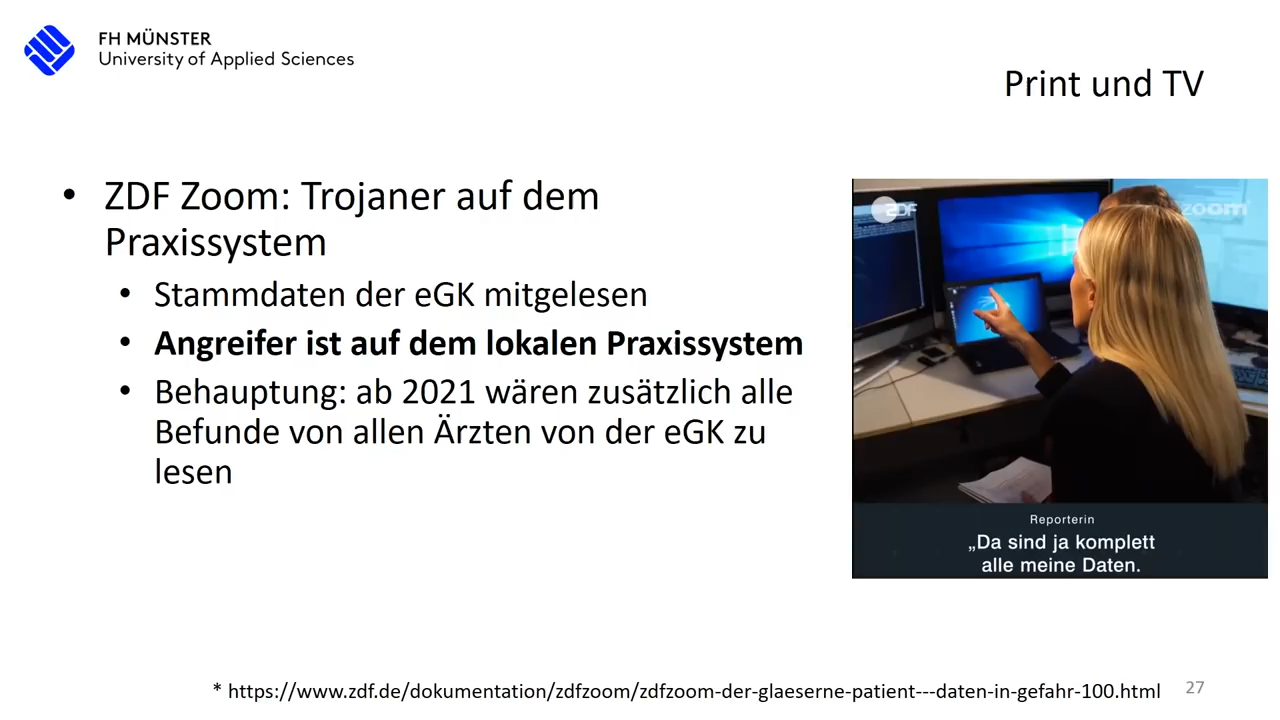 FH MÜNSTER
University of Applied Sciences
Print und TV
• ZDF Zoom: Trojaner auf dem
Praxissystem
• Stammdaten der eGK mitgelesen
• Angreifer ist auf dem lokalen Praxissystem
• Behauptung: ab 2021 wären zusätzlich alle
Befunde von allen Ärzten von der eGK zu
lesen
ZDF
zoom
Reporterin
„Da sind ja komplett
alle meine Daten.
* https://www.zdf.de/dokumentation/zdfzoom/zdfzoom-der-glaeserne-patient---daten-in-gefahr-100.html
27